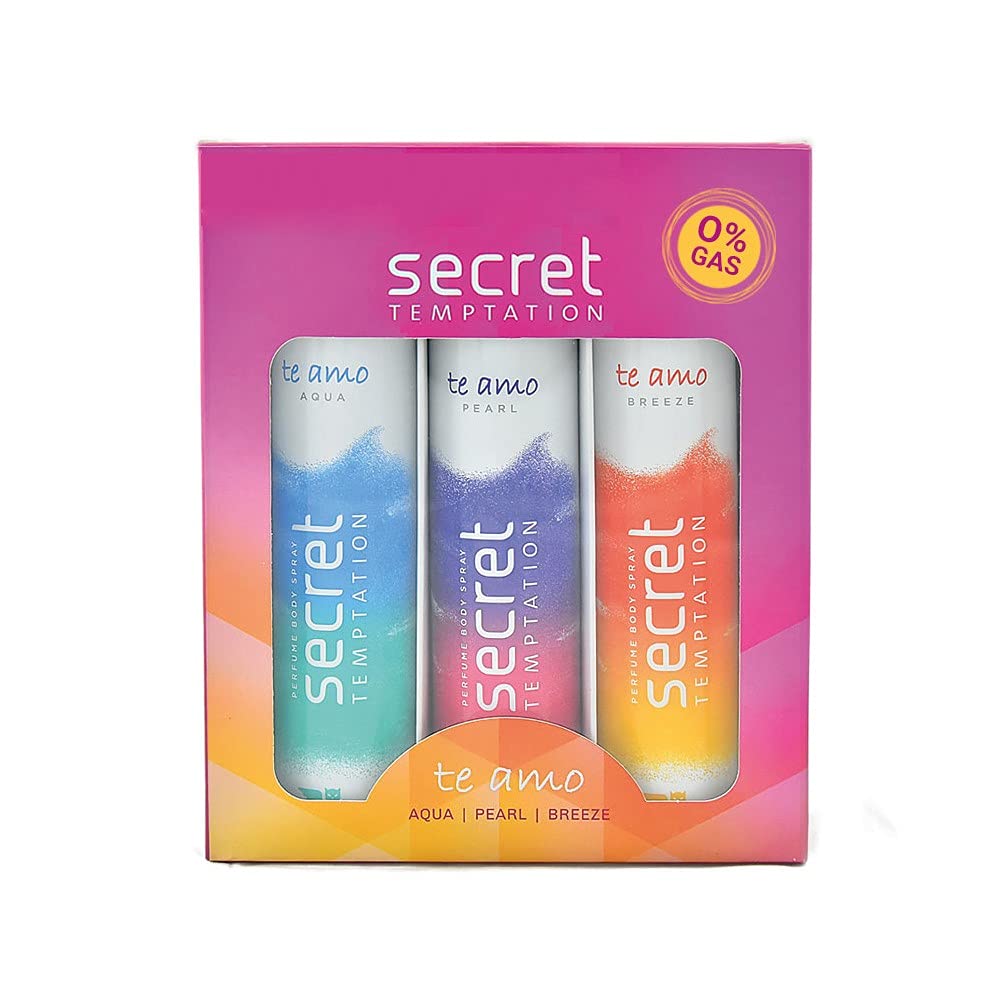 secret
TEMPTATION
0%
GAS
te amo
AQUA
PERFUME BODY SPRAY
secret
TEMPTATION
te amo
PEARL
PERFUME BODY SPRAY
secret
TEMPTATION
te amo
BREEZE
PERFUME BODY SPRAY
secret
TEMPTATION
te amo
AQUA | PEARL | BREEZE